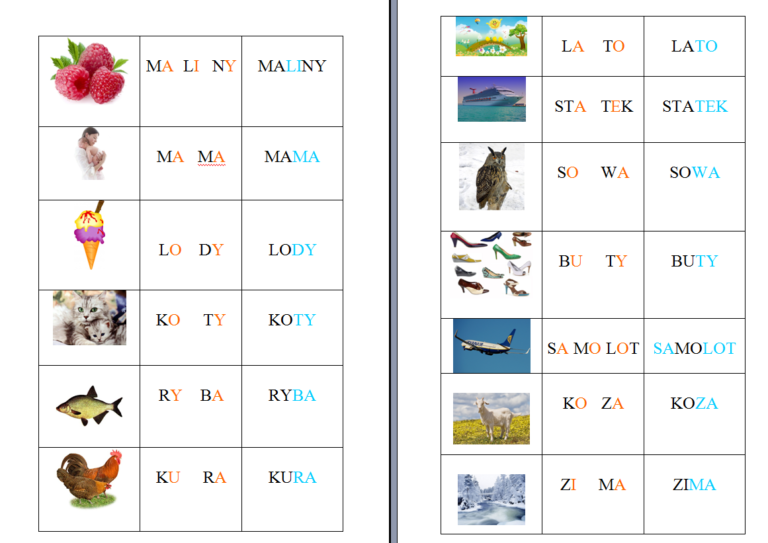 MA LI NY MALINY
MA MA MAMA
LO DY LODY
KO TY KOTY
RY BA RYBA
KU RA KURA
LA TO LATO
STA TEK STATEK
SO WA SOWA
BU TY BUTY
SA MO LOT SAMOLOT
KO ZA KOZA
ZI MA ZIMA